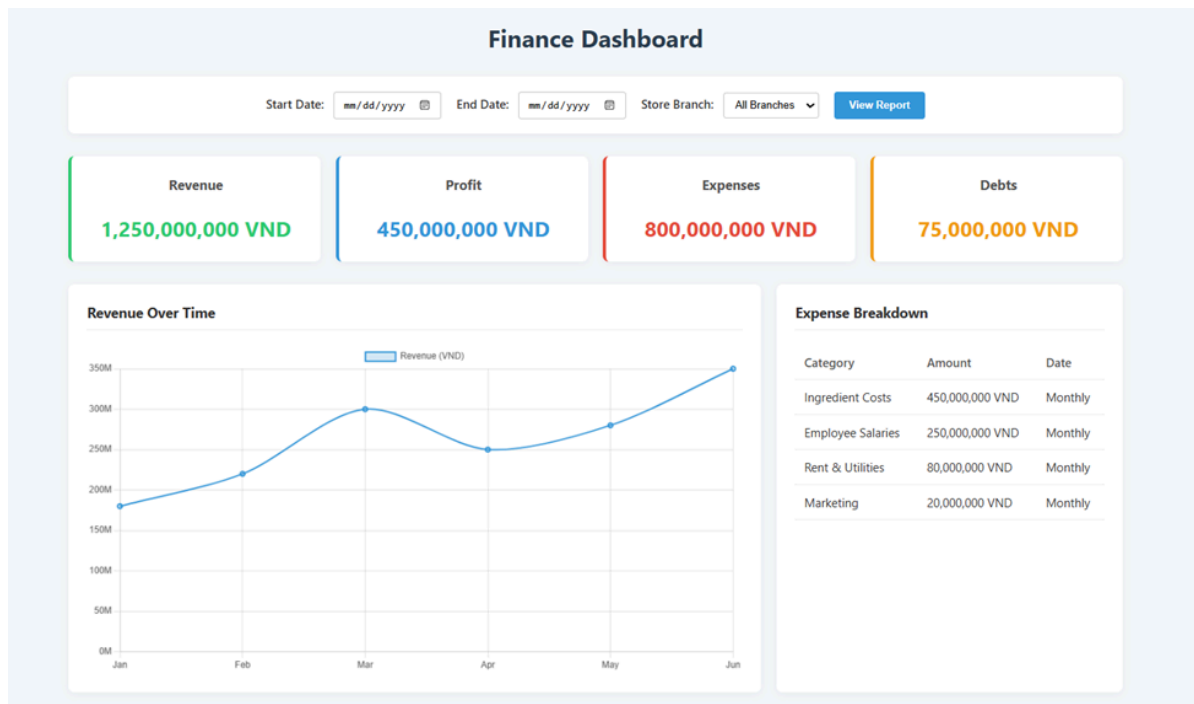 Finance Dashboard
Start Date: mm/dd/yyyy End Date: mm/dd/yyyy Store Branch: All Branches View Report
Revenue
1,250,000,000 VND
Profit
450,000,000 VND
Expenses
800,000,000 VND
Debts
75,000,000 VND
Revenue Over Time
Revenue (VND)
350M
300M
250M
200M
150M
100M
50M
0M
Jan Feb Mar Apr May Jun
Expense Breakdown
Category Amount Date
Ingredient Costs 450,000,000 VND Monthly
Employee Salaries 250,000,000 VND Monthly
Rent & Utilities 80,000,000 VND Monthly
Marketing 20,000,000 VND Monthly